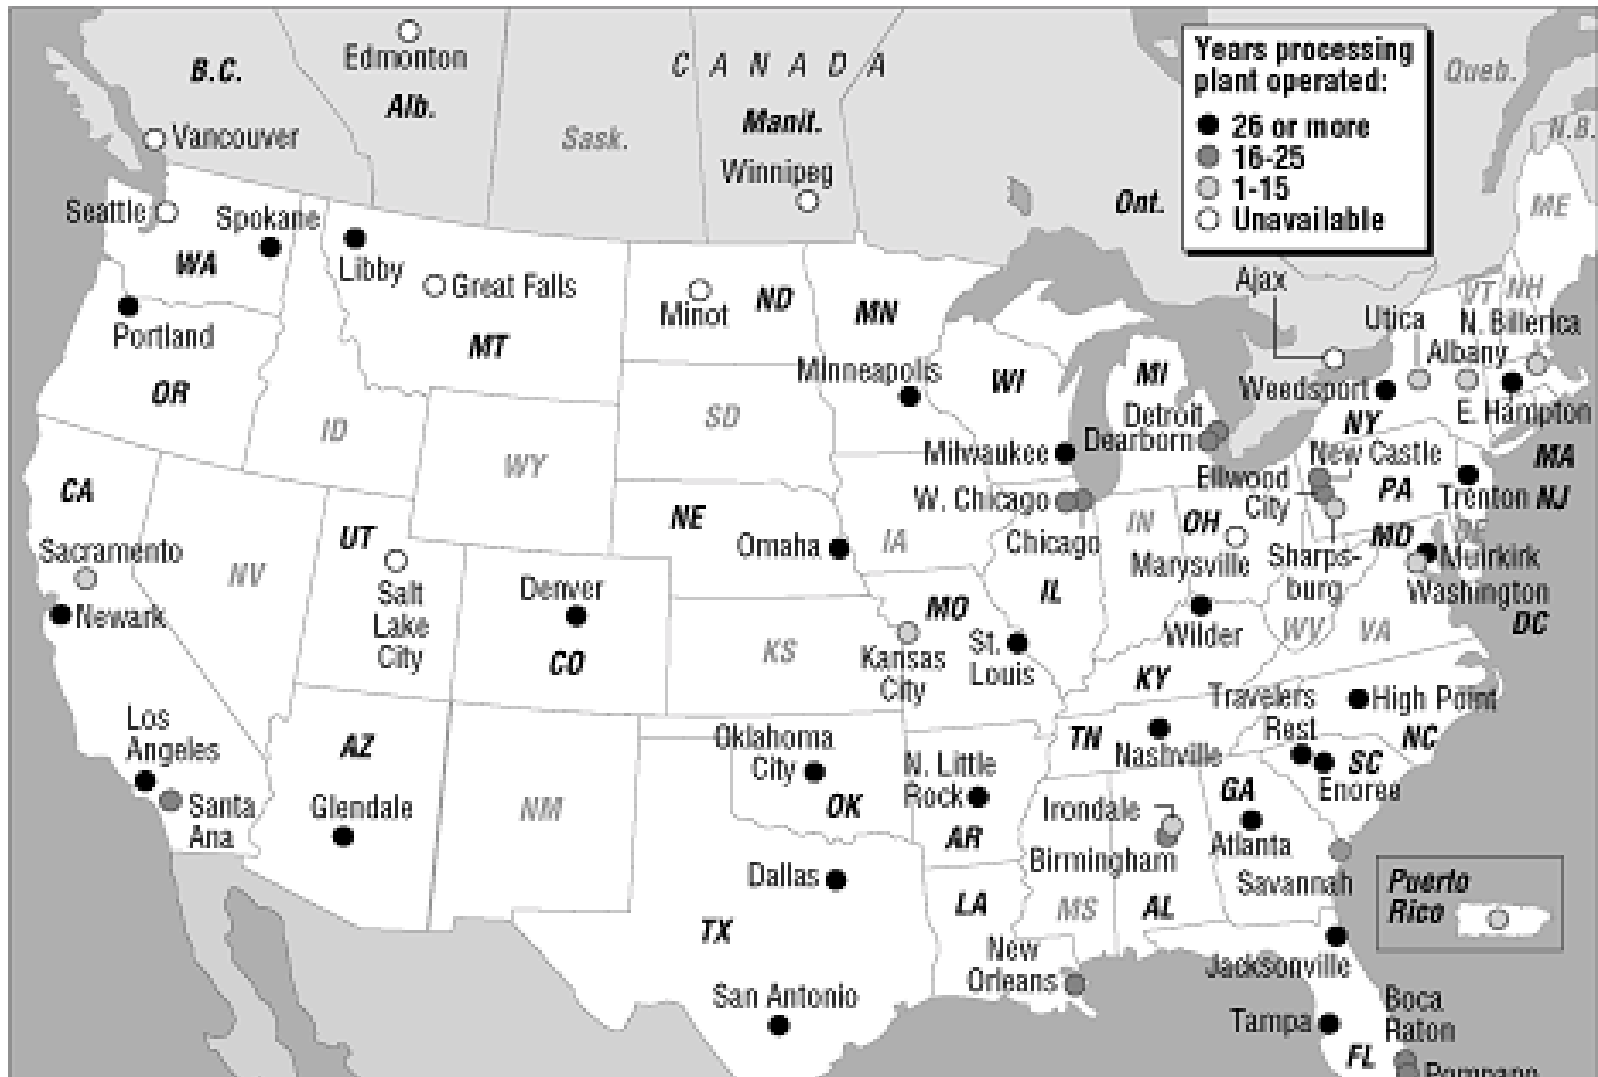 Years processing
plant operated:
26 or more
16-25
1-15
Unavailable
B.C.
Edmonton
Alb.
C A N A D A
Sask.
Manit.
Winnipeg
Ont.
Queb.
N.B.
Vancouver
Seattle
Spokane
WA
Libby
Great Falls
MT
Minot
ND
MN
Minneapolis
WI
MI
Ajax
Utica
VT
NH
ME
N. Billerica
Albany
Weedsport
E. Hampton
NY
MA
Portland
OR
ID
WY
SD
Detroit
Dearborn
Milwaukee
W. Chicago
Chicago
New Castle
Ellwood
City
PA
Trenton
NJ
CA
Sacramento
Newark
NV
UT
Salt
Lake
City
Denver
CO
NE
Omaha
IA
IL
IN
OH
Marysville
Sharps-
burg
MD
DE
Muirkirk
Washington
DC
KS
MO
Kansas
City
St.
Louis
Wilder
WV
VA
KY
Los
Angeles
Santa
Ana
AZ
Glendale
NM
Oklahoma
City
OK
N. Little
Rock
AR
TN
Nashville
Travelers
Rest
High Point
NC
SC
Enoree
GA
Atlanta
Savannah
Irondale
Birmingham
MS
AL
Dallas
TX
San Antonio
LA
New
Orleans
Jacksonville
Tampa
FL
Boca
Raton
Pompano
Puerto
Rico